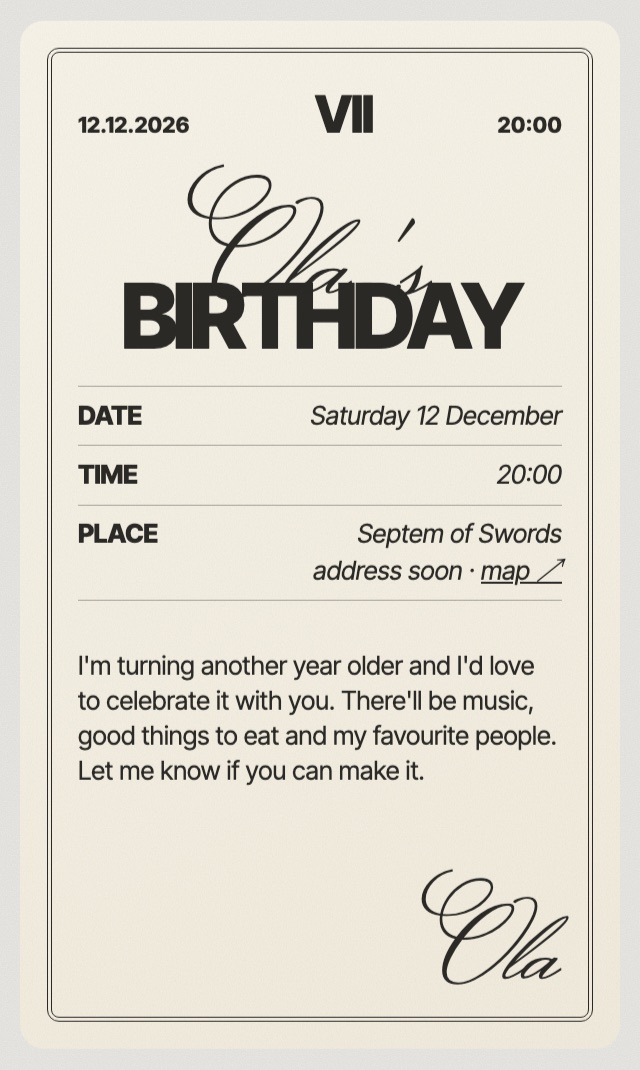 12.12.2026 VII 20:00
Ola's
BIRTHDAY
DATE Saturday 12 December
TIME 20:00
PLACE Septem of Swords
address soon · map ↗
I'm turning another year older and I'd love
to celebrate it with you. There'll be music,
good things to eat and my favourite people.
Let me know if you can make it.
Ola